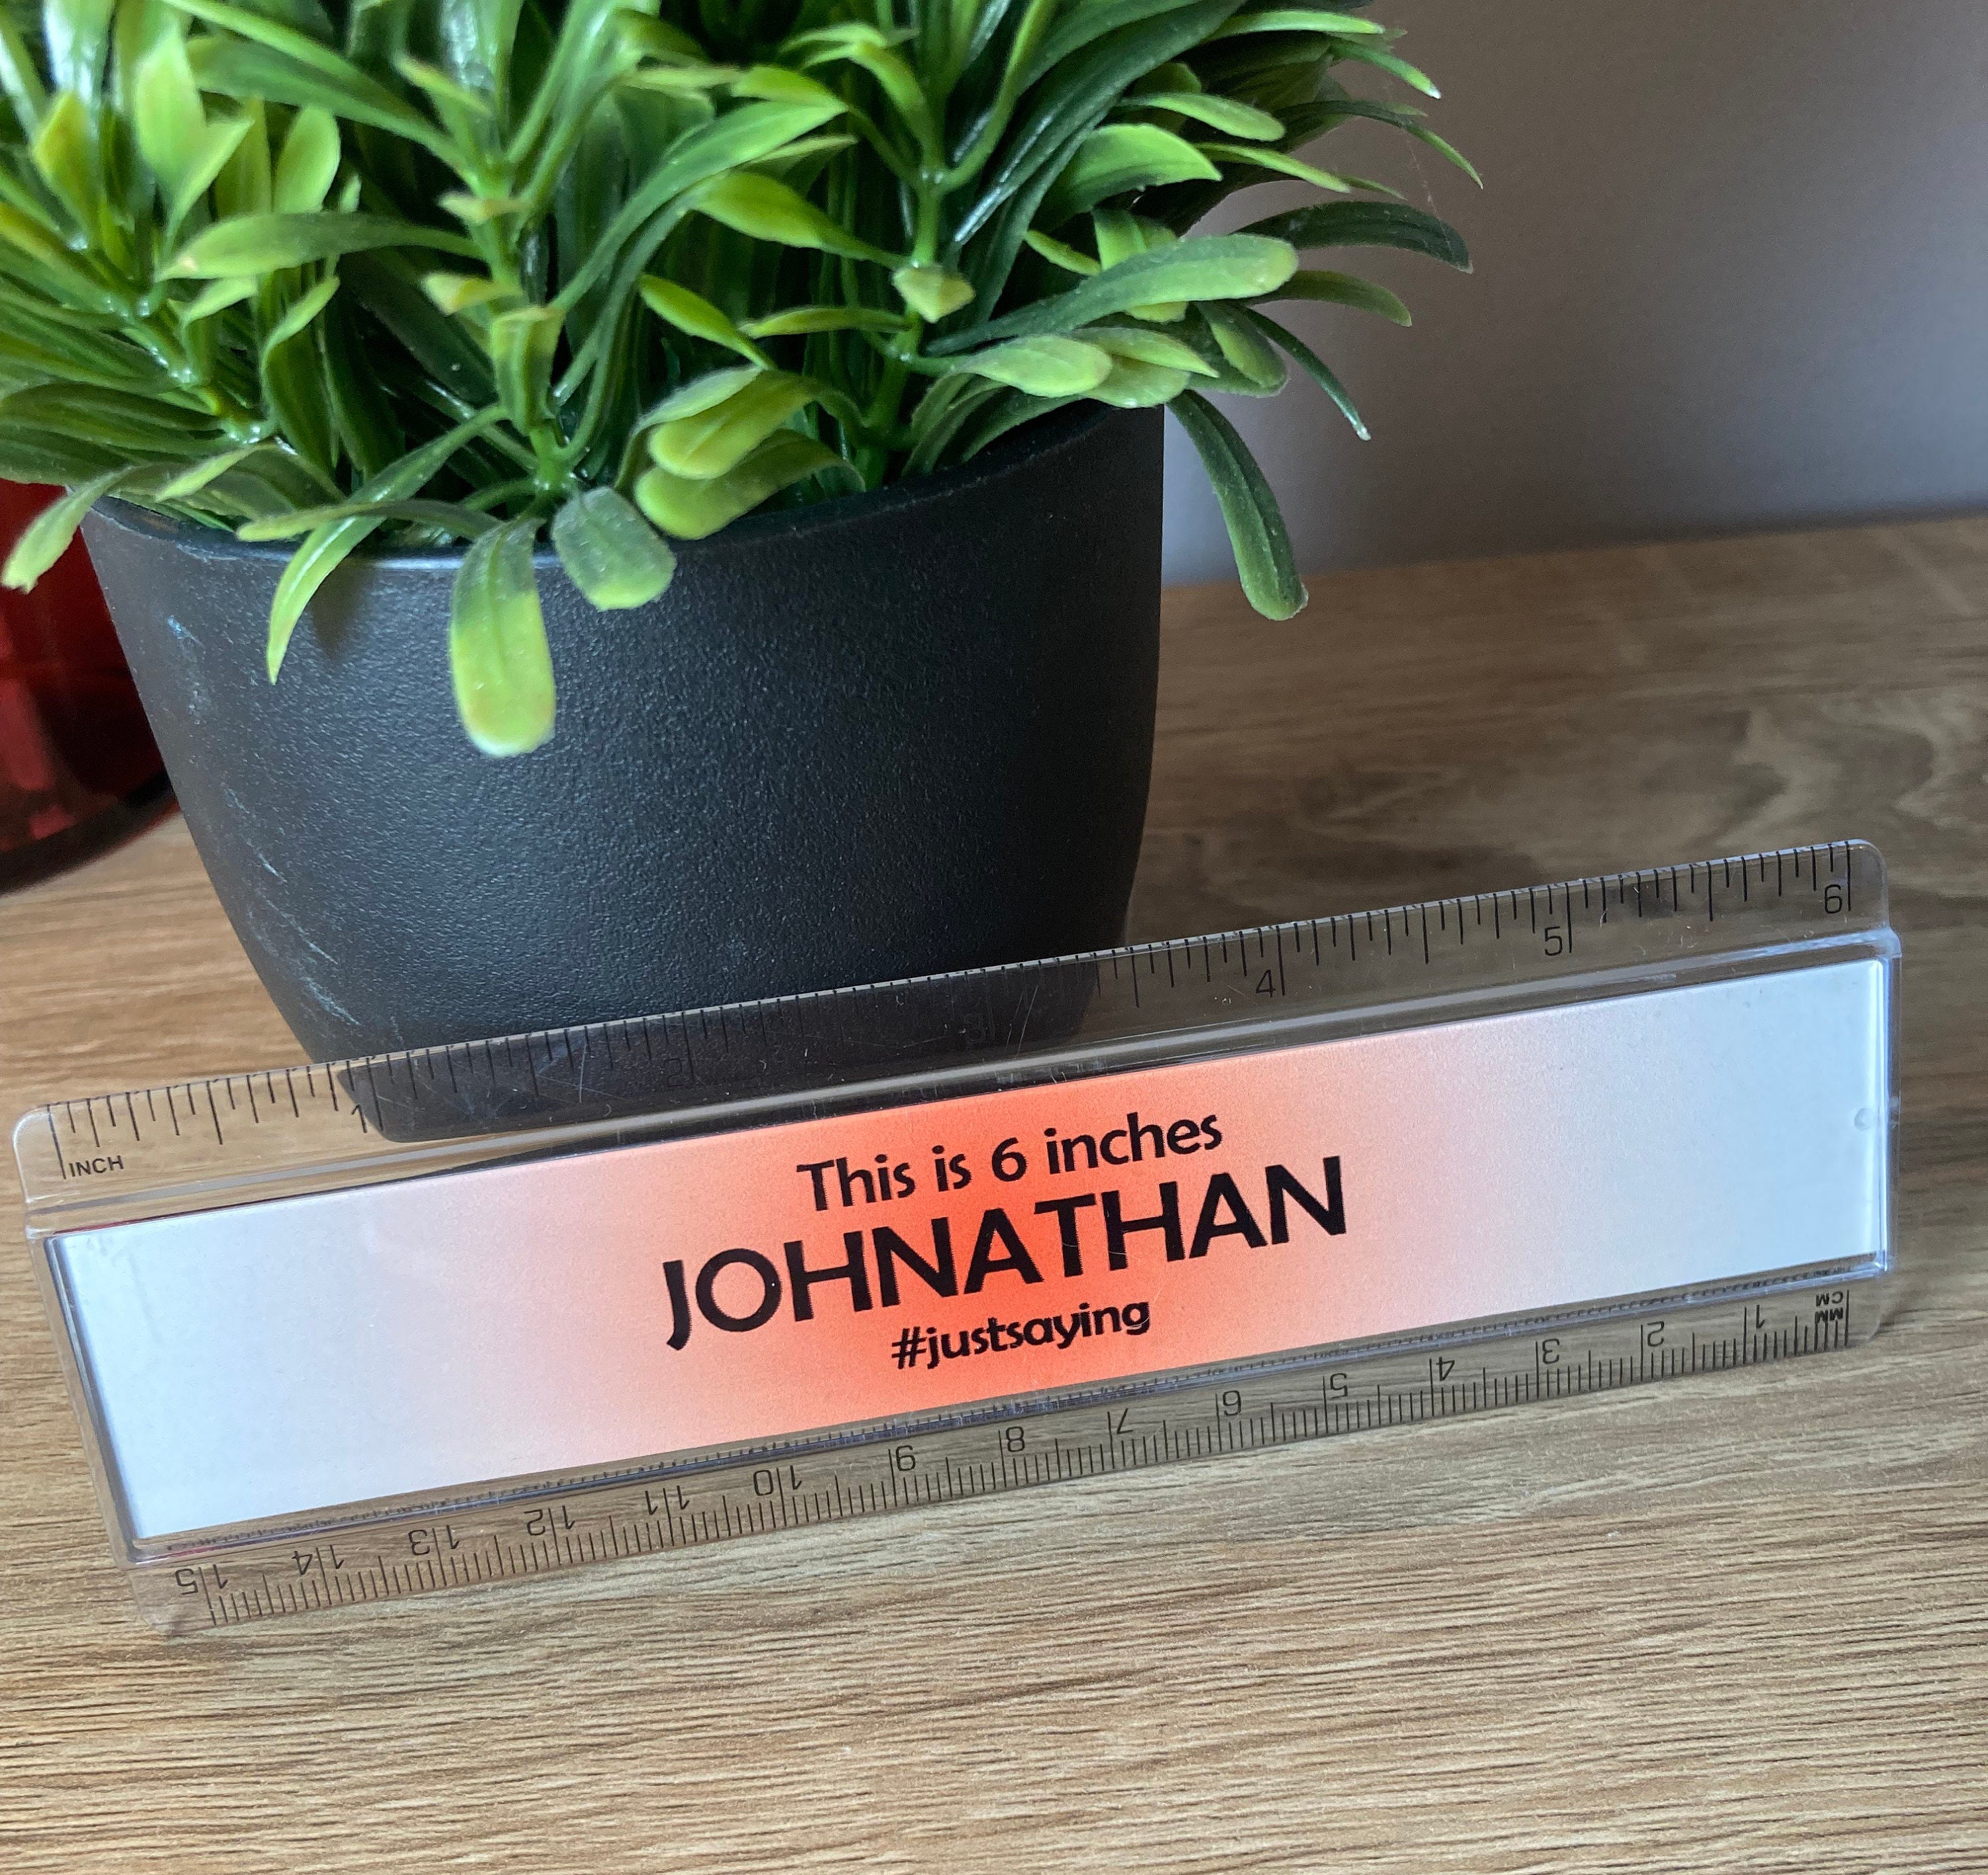 1 2 3 4 5 6
INCH
This is 6 inches
JOHNATHAN
#justsaying
MM
CM
1 2 3 4 5 6 7 8 9 10 11 12 13 14 15